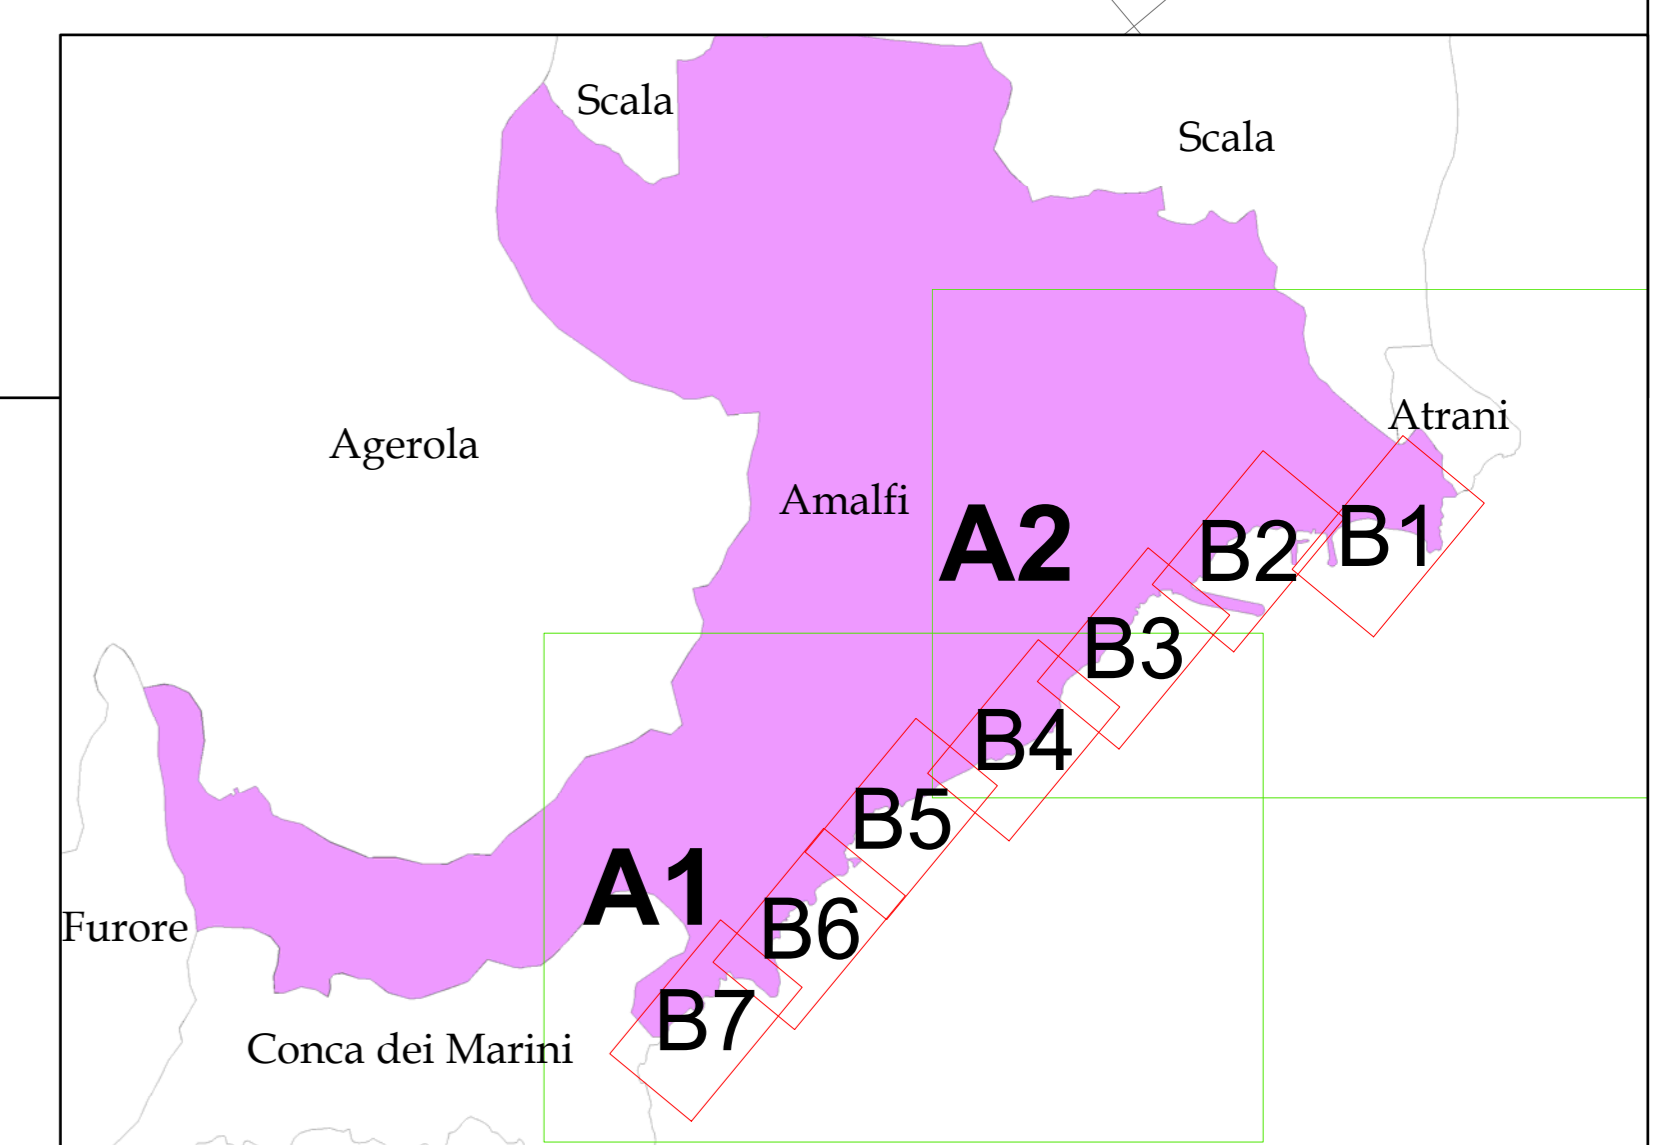 Scala
Scala
Atrani
Agerola
Amalfi
A2
B1
B2
B3
B4
B5
A1
B6
Furore
B7
Conca dei Marini